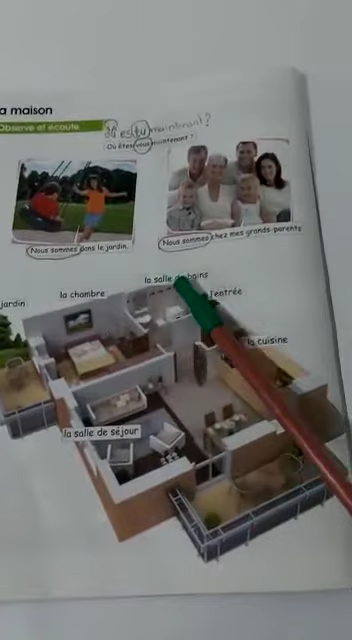 a maison
Observe et écoute
Où es tu maintenant ?
Où êtes vous maintenant ?
Nous sommes dans le jardin.
Nous sommes chez mes grands-parents
la salle de bains
la chambre
l'entrée
jardin
la cuisine
la salle de séjour